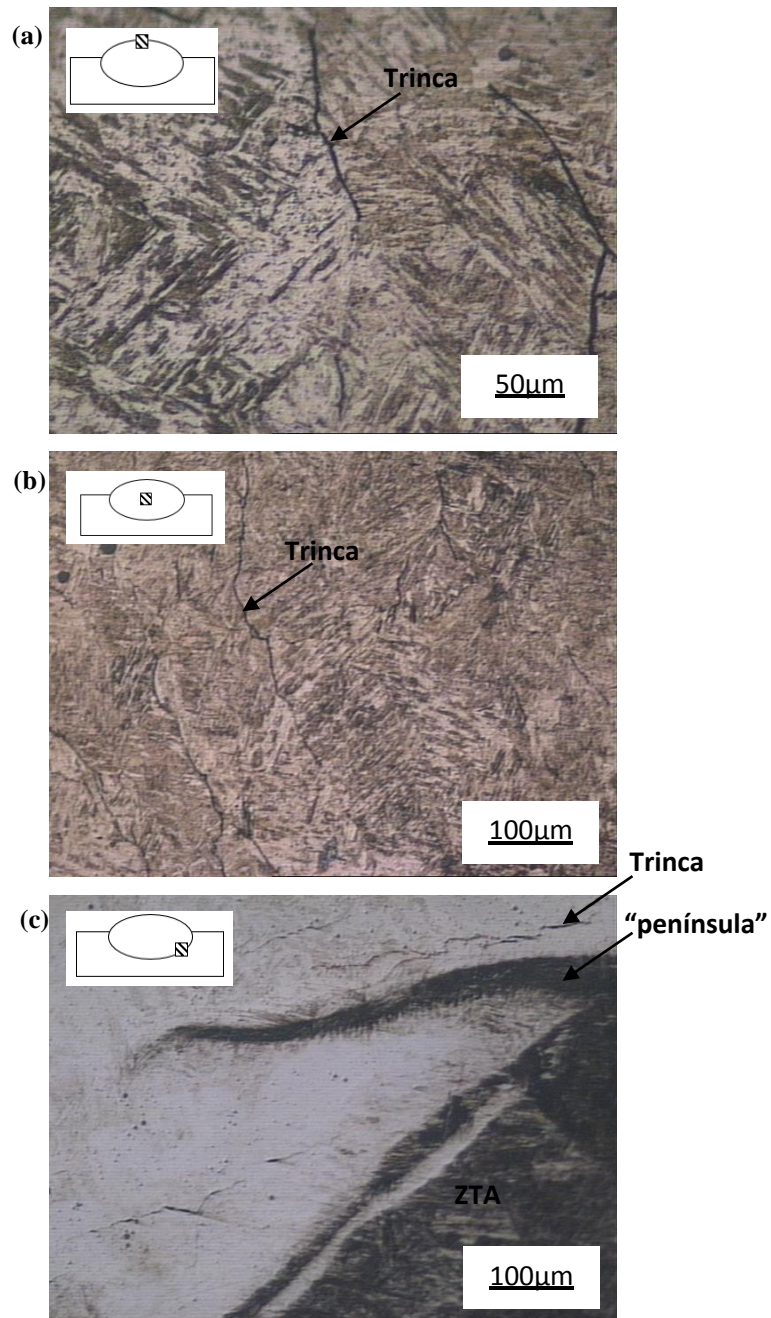 (a)
Trinca
50µm
(b)
Trinca
100µm
Trinca
(c)
“península”
ZTA
100µm